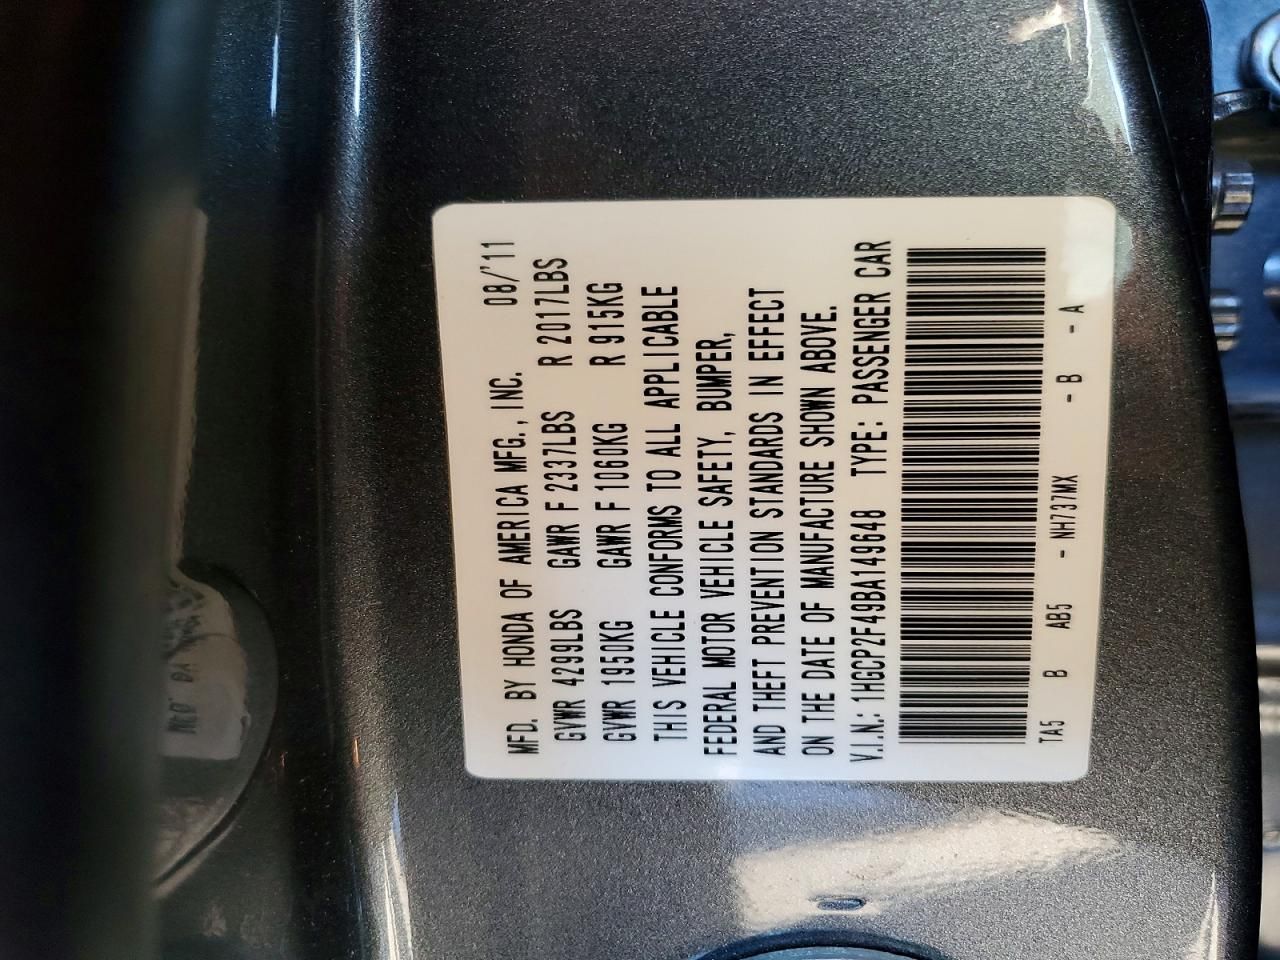 MFD. BY HONDA OF AMERICA MFG., INC. 08/'11
GVWR 4299LBS GAWR F 2337LBS R 2017LBS
GVWR 1950KG GAWR F 1060KG R 915KG
THIS VEHICLE CONFORMS TO ALL APPLICABLE
FEDERAL MOTOR VEHICLE SAFETY, BUMPER,
AND THEFT PREVENTION STANDARDS IN EFFECT
ON THE DATE OF MANUFACTURE SHOWN ABOVE.
V.I.N.: 1HGCP2F49BA149648 TYPE: PASSENGER CAR
TA5 B AB5 - NH737MX - B - A